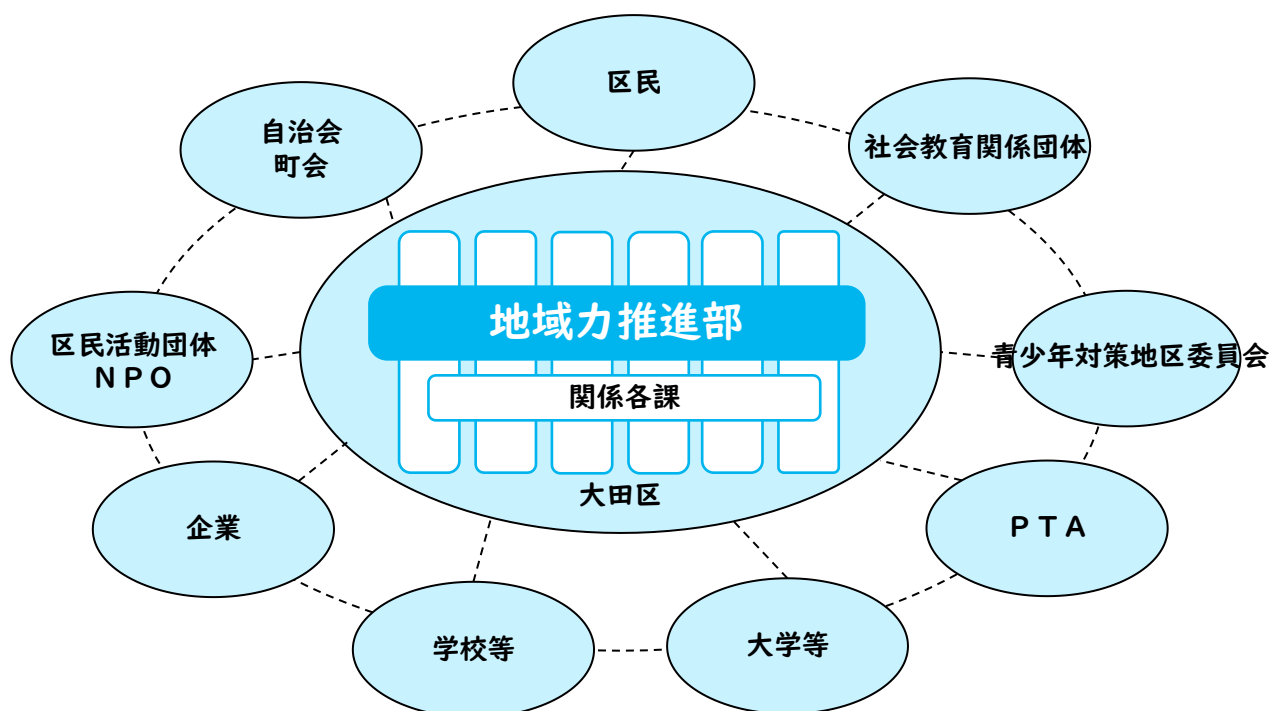 区民
自治会
町会
社会教育関係団体
地域力推進部
区民活動団体
ＮＰＯ
青少年対策地区委員会
関係各課
大田区
企業
ＰＴＡ
学校等
大学等